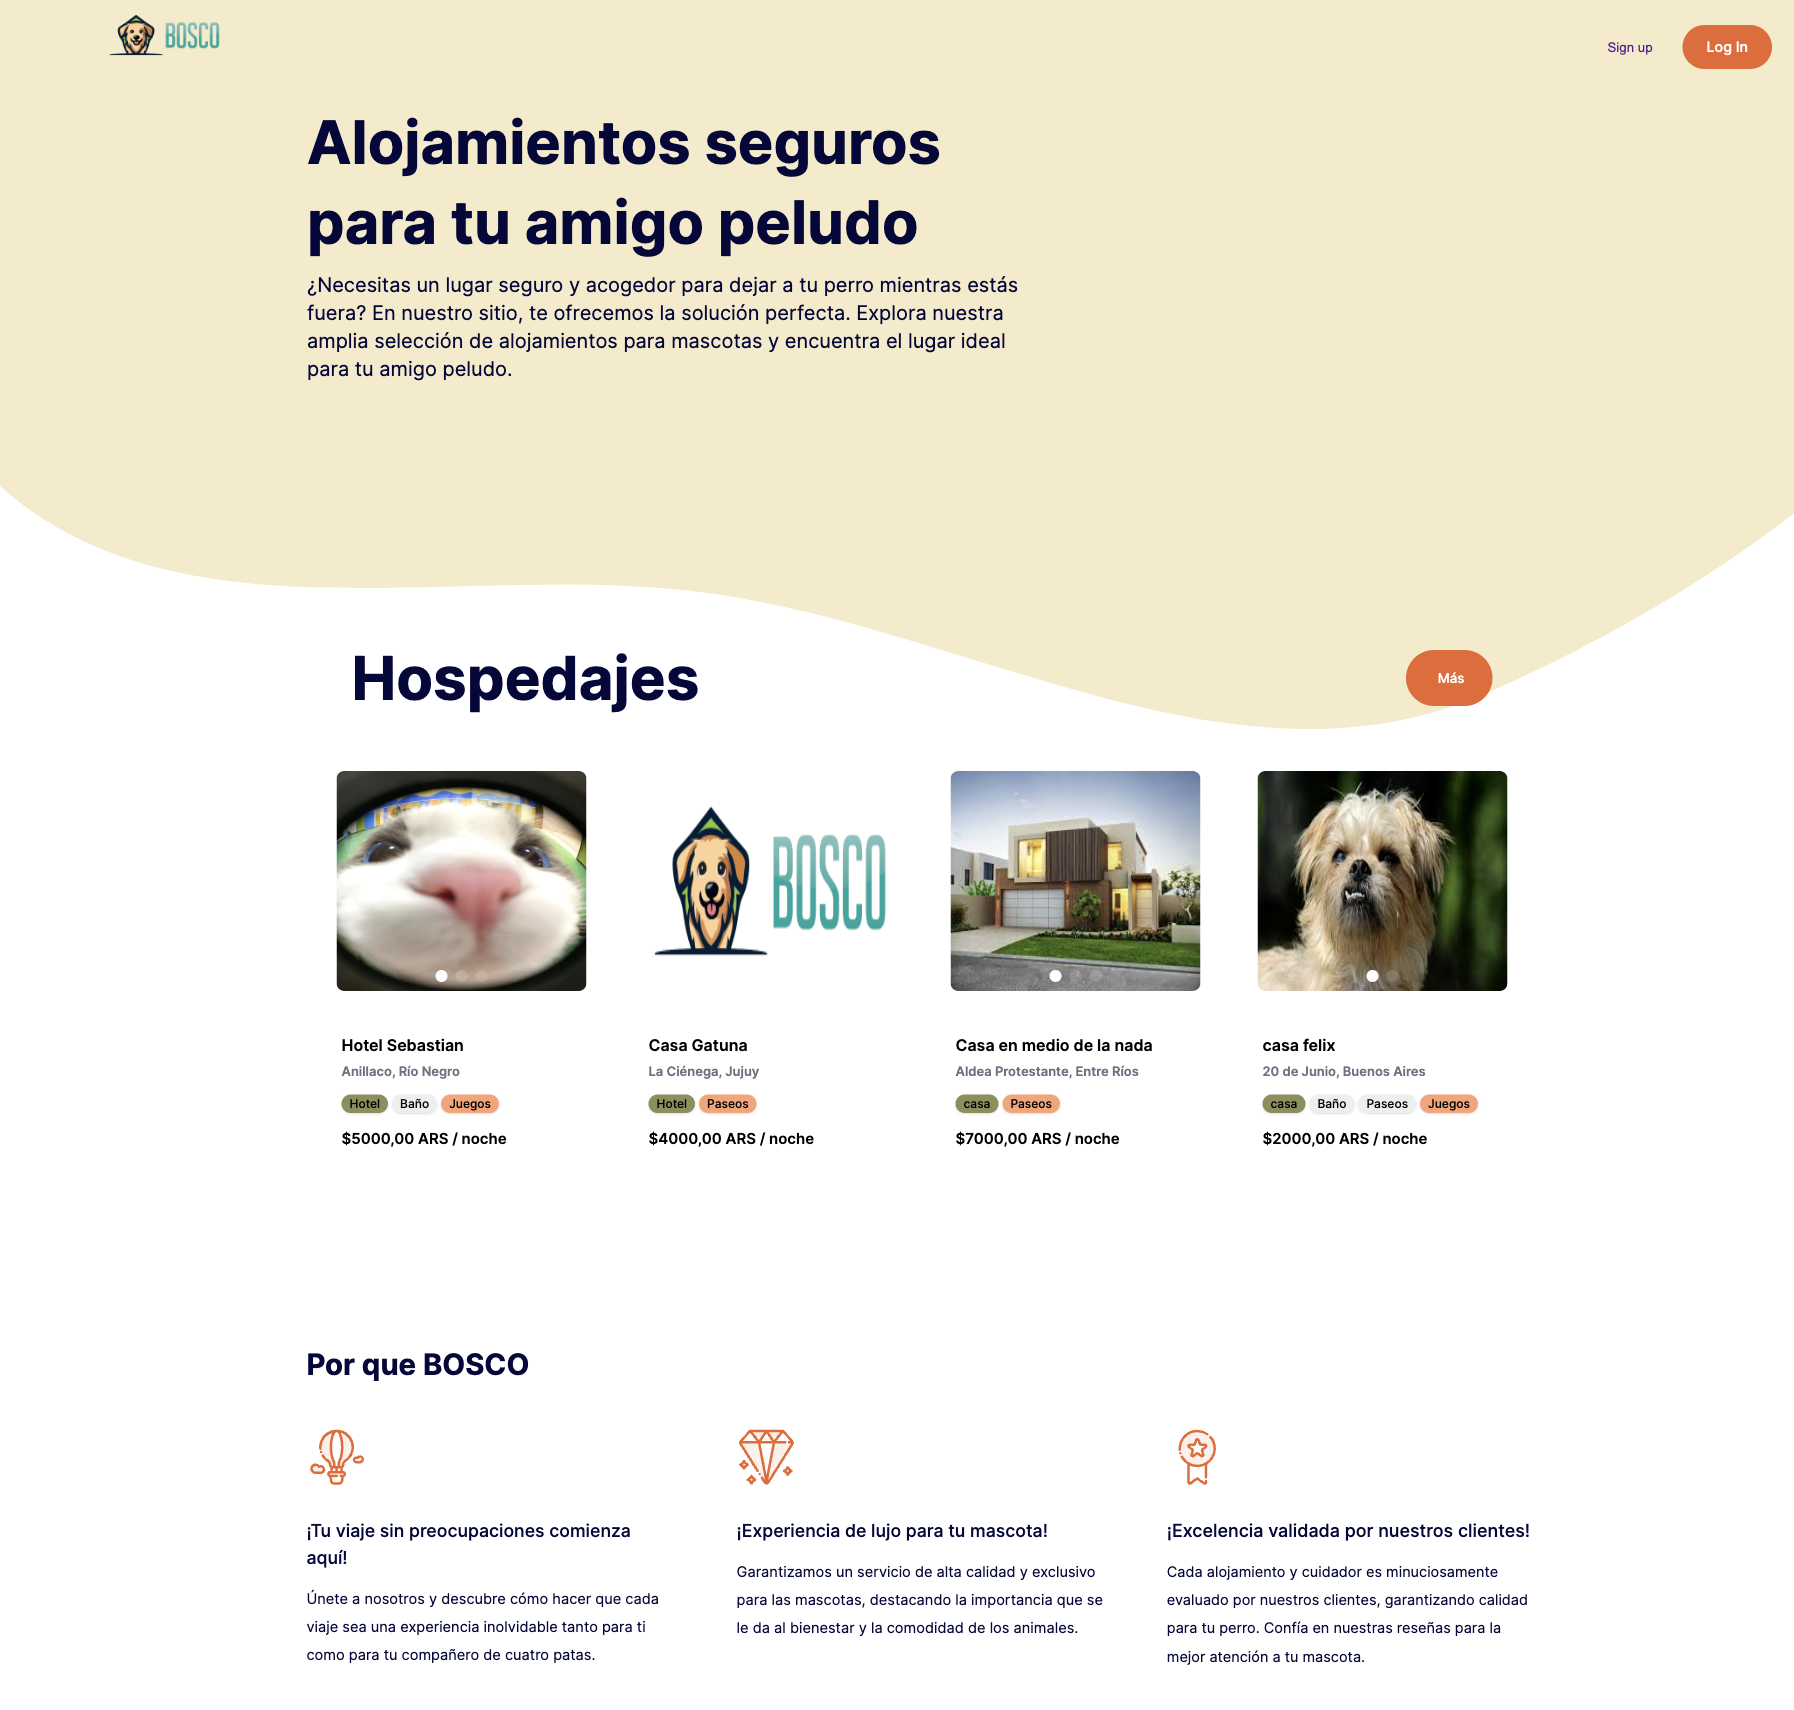 BOSCO
Sign up
Log In
Alojamientos seguros
para tu amigo peludo
¿Necesitas un lugar seguro y acogedor para dejar a tu perro mientras estás
fuera? En nuestro sitio, te ofrecemos la solución perfecta. Explora nuestra
amplia selección de alojamientos para mascotas y encuentra el lugar ideal
para tu amigo peludo.
Hospedajes
Más
BOSCO
Hotel Sebastian
Anillaco, Río Negro
Hotel Baño Juegos
$5000,00 ARS / noche
Casa Gatuna
La Ciénega, Jujuy
Hotel Paseos
$4000,00 ARS / noche
Casa en medio de la nada
Aldea Protestante, Entre Ríos
casa Paseos
$7000,00 ARS / noche
casa felix
20 de Junio, Buenos Aires
casa Baño Paseos Juegos
$2000,00 ARS / noche
Por que BOSCO
¡Tu viaje sin preocupaciones comienza
aquí!
Únete a nosotros y descubre cómo hacer que cada
viaje sea una experiencia inolvidable tanto para ti
como para tu compañero de cuatro patas.
¡Experiencia de lujo para tu mascota!
Garantizamos un servicio de alta calidad y exclusivo
para las mascotas, destacando la importancia que se
le da al bienestar y la comodidad de los animales.
¡Excelencia validada por nuestros clientes!
Cada alojamiento y cuidador es minuciosamente
evaluado por nuestros clientes, garantizando calidad
para tu perro. Confía en nuestras reseñas para la
mejor atención a tu mascota.